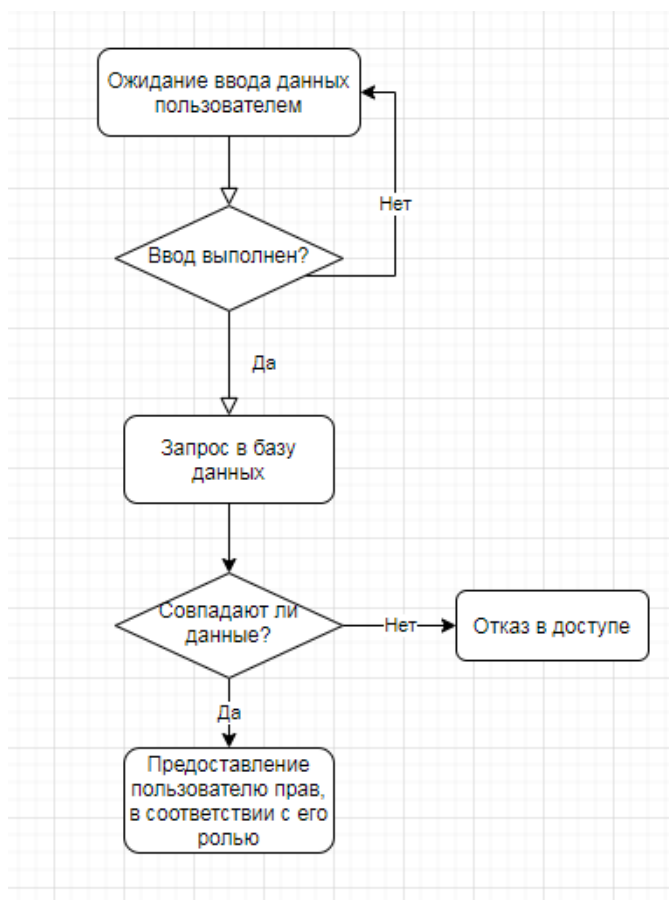 Ожидание ввода данных
пользователем
Нет
Ввод выполнен?
Да
Запрос в базу
данных
Совпадают ли
данные?
Нет
Отказ в доступе
Да
Предоставление
пользователю прав,
в соответствии с его
ролью